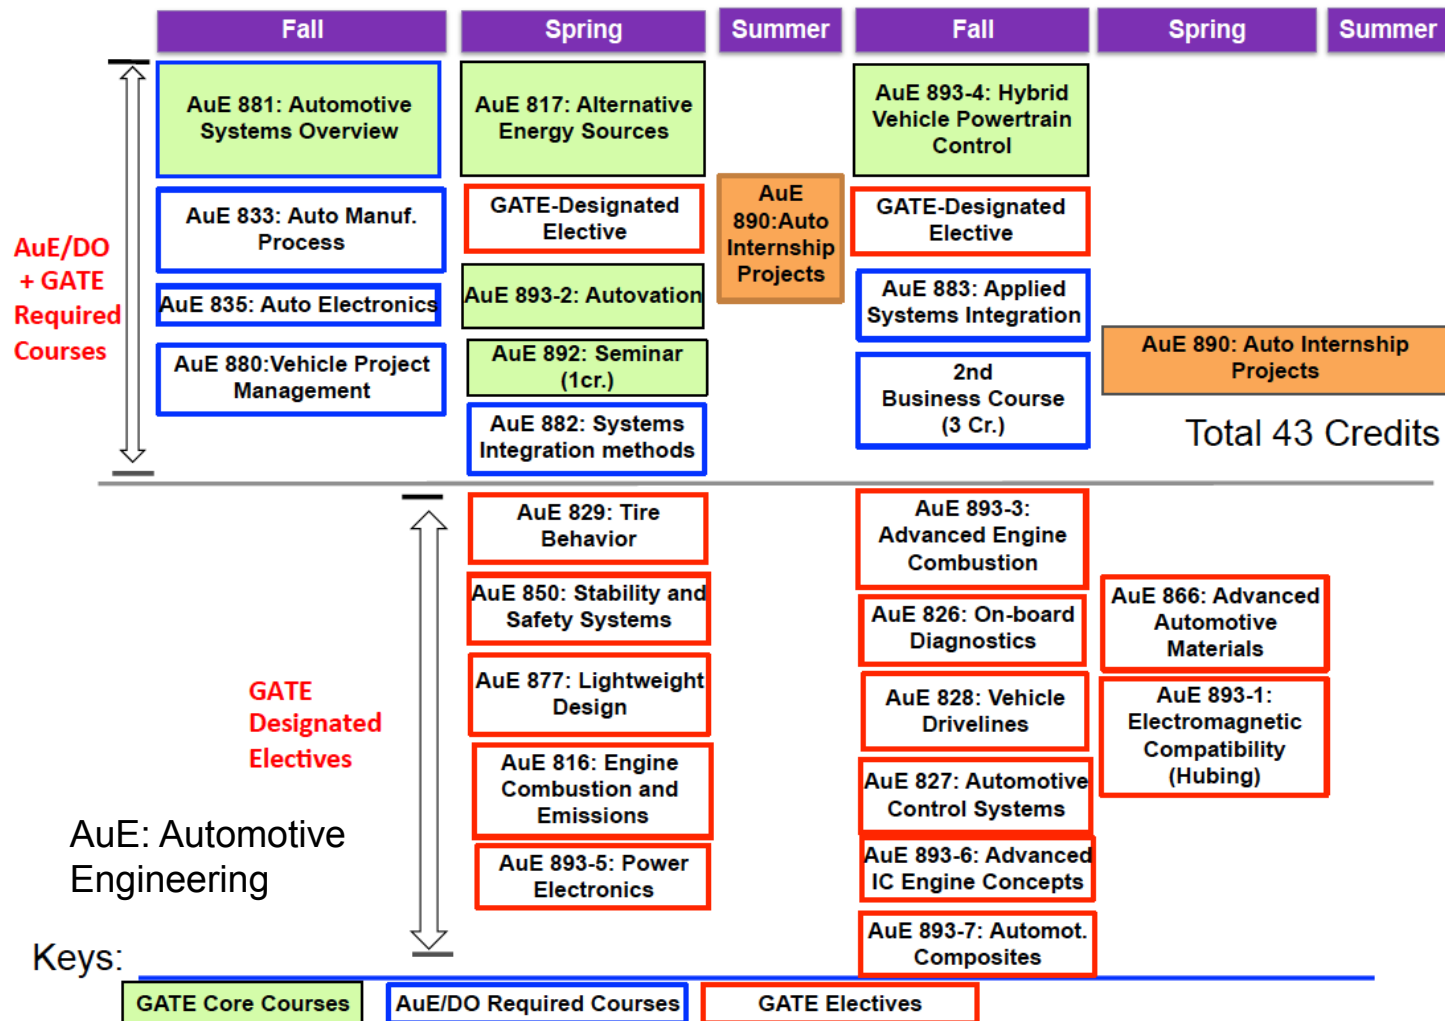 Fall
Spring
Summer
Fall
Spring
Summer
AuE/DO
+ GATE
Required
Courses
AuE 881: Automotive
Systems Overview
AuE 833: Auto Manuf.
Process
AuE 835: Auto Electronics
AuE 880:Vehicle Project
Management
AuE 817: Alternative
Energy Sources
GATE-Designated
Elective
AuE 893-2: Autovation
AuE 892: Seminar
(1cr.)
AuE 882: Systems
Integration methods
AuE
890:Auto
Internship
Projects
AuE 893-4: Hybrid
Vehicle Powertrain
Control
GATE-Designated
Elective
AuE 883: Applied
Systems Integration
2nd
Business Course
(3 Cr.)
AuE 890: Auto Internship
Projects
Total 43 Credits
GATE
Designated
Electives
AuE 829: Tire
Behavior
AuE 850: Stability and
Safety Systems
AuE 877: Lightweight
Design
AuE 816: Engine
Combustion and
Emissions
AuE 893-5: Power
Electronics
AuE 893-3:
Advanced Engine
Combustion
AuE 826: On-board
Diagnostics
AuE 828: Vehicle
Drivelines
AuE 827: Automotive
Control Systems
AuE 893-6: Advanced
IC Engine Concepts
AuE 893-7: Automot.
Composites
AuE 866: Advanced
Automotive
Materials
AuE 893-1:
Electromagnetic
Compatibility
(Hubing)
AuE: Automotive
Engineering
Keys:
GATE Core Courses
AuE/DO Required Courses
GATE Electives